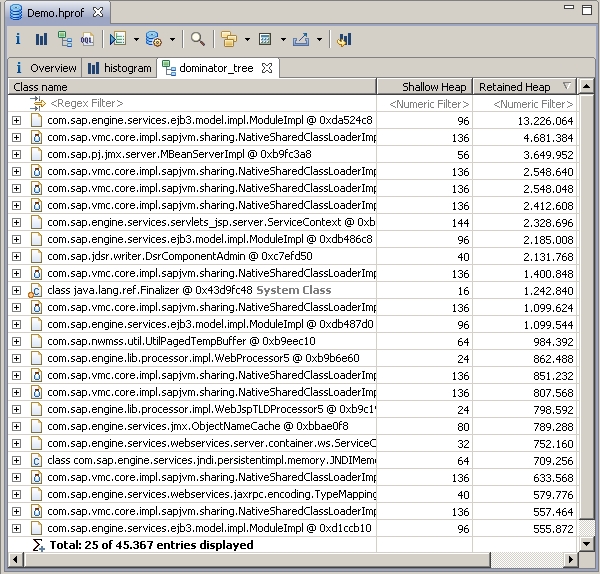 Demo.hprof
i OQL
i Overview histogram dominator_tree
Class name Shallow Heap Retained Heap
<Regex Filter> <Numeric Filter> <Numeric Filter>
com.sap.engine.services.ejb3.model.impl.ModuleImpl @ 0xda524c8 96 13.226.064
com.sap.vmc.core.impl.sapjvm.sharing.NativeSharedClassLoaderImp 136 4.681.384
com.sap.pj.jmx.server.MBeanServerImpl @ 0xb9fc3a8 56 3.649.952
com.sap.vmc.core.impl.sapjvm.sharing.NativeSharedClassLoaderImp 136 2.548.640
com.sap.vmc.core.impl.sapjvm.sharing.NativeSharedClassLoaderImp 136 2.548.048
com.sap.vmc.core.impl.sapjvm.sharing.NativeSharedClassLoaderImp 136 2.412.608
com.sap.engine.services.servlets_jsp.server.ServiceContext @ 0xb 144 2.328.696
com.sap.engine.services.ejb3.model.impl.ModuleImpl @ 0xdb486c8 96 2.185.008
com.sap.jdsr.writer.DsrComponentAdmin @ 0xc7efd50 40 2.131.768
com.sap.vmc.core.impl.sapjvm.sharing.NativeSharedClassLoaderImp 136 1.400.848
class java.lang.ref.Finalizer @ 0x43d9fc48 System Class 16 1.242.840
com.sap.vmc.core.impl.sapjvm.sharing.NativeSharedClassLoaderImp 136 1.099.624
com.sap.engine.services.ejb3.model.impl.ModuleImpl @ 0xdb487d0 96 1.099.544
com.sap.nwmss.util.UtilPagedTempBuffer @ 0xb9eec10 64 984.392
com.sap.engine.lib.processor.impl.WebProcessor5 @ 0xb9b6e60 24 862.488
com.sap.vmc.core.impl.sapjvm.sharing.NativeSharedClassLoaderImp 136 851.232
com.sap.vmc.core.impl.sapjvm.sharing.NativeSharedClassLoaderImp 136 807.568
com.sap.engine.lib.processor.impl.WebJspTLDProcessor5 @ 0xb9c19 24 798.592
com.sap.engine.services.jmx.ObjectNameCache @ 0xbbae0f8 80 789.288
com.sap.engine.services.webservices.server.container.ws.ServiceC 32 752.160
class com.sap.engine.services.jndi.persistentimpl.memory.JNDIMemo 64 709.256
com.sap.vmc.core.impl.sapjvm.sharing.NativeSharedClassLoaderImp 136 633.568
com.sap.engine.services.webservices.jaxrpc.encoding.TypeMapping 40 579.776
com.sap.vmc.core.impl.sapjvm.sharing.NativeSharedClassLoaderImp 136 557.464
com.sap.engine.services.ejb3.model.impl.ModuleImpl @ 0xd1ccb10 96 555.872
Total: 25 of 45.367 entries displayed